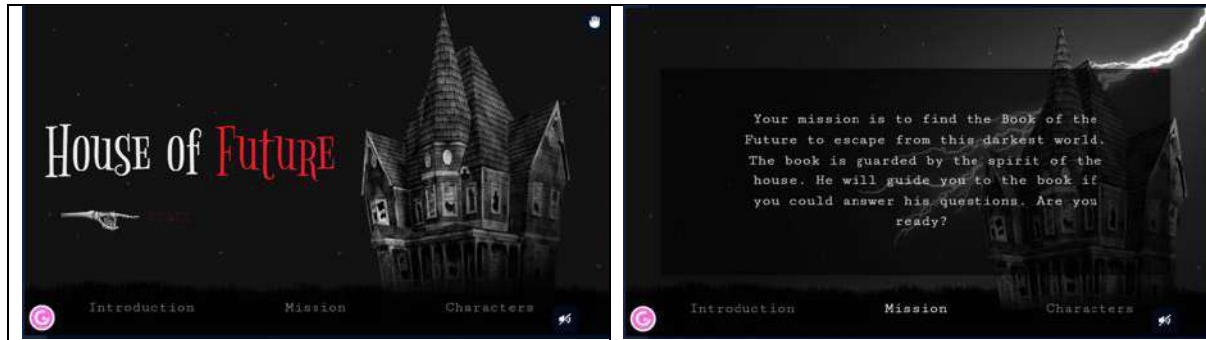 House of Future
START
Introduction Mission Characters
Your mission is to find the Book of the
Future to escape from this darkest world.
The book is guarded by the spirit of the
house. He will guide you to the book if
you could answer his questions. Are you
ready?
Introduction Mission Characters